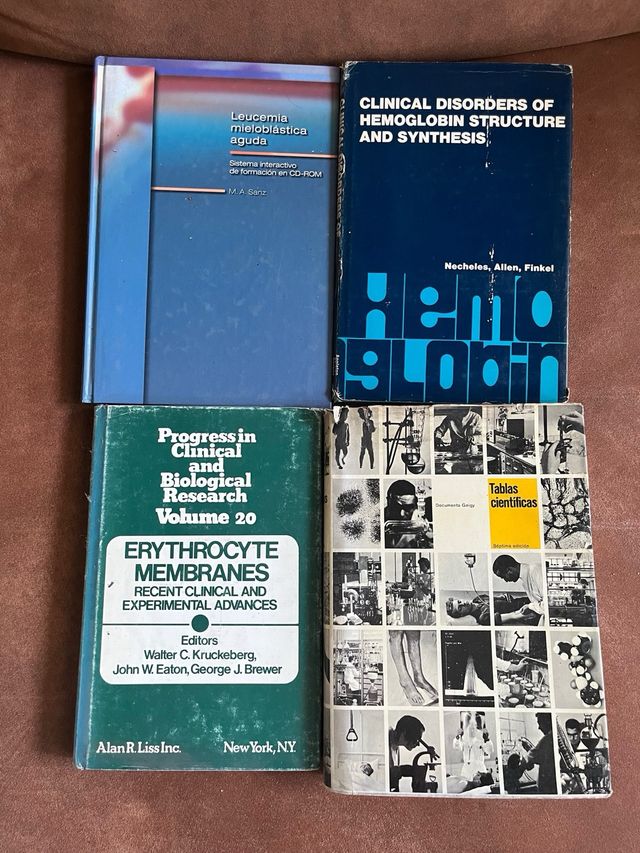 Leucemia
mieloblástica
aguda
Sistema interactivo
de formación en CD-ROM
M. A. Sanz
CLINICAL DISORDERS OF
HEMOGLOBIN STRUCTURE
AND SYNTHESIS
Necheles, Allen, Finkel
Hemo
globin
Progress in
Clinical
and
Biological
Research
Volume 20
ERYTHROCYTE
MEMBRANES
RECENT CLINICAL AND
EXPERIMENTAL ADVANCES
Editors
Walter C. Kruckeberg,
John W. Eaton, George J. Brewer
Alan R. Liss Inc. New York, N.Y.
Documenta Geigy
Tablas
científicas
Séptima edición